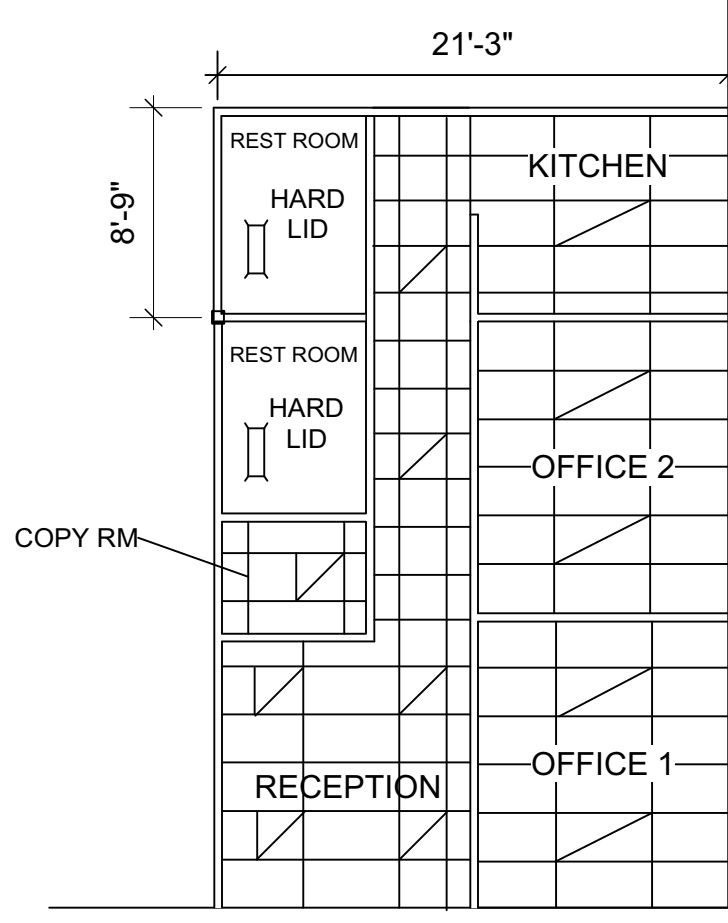 21'-3"
8'-9"
REST ROOM
HARD
LID
KITCHEN
REST ROOM
HARD
LID
OFFICE 2
COPY RM
RECEPTION
OFFICE 1